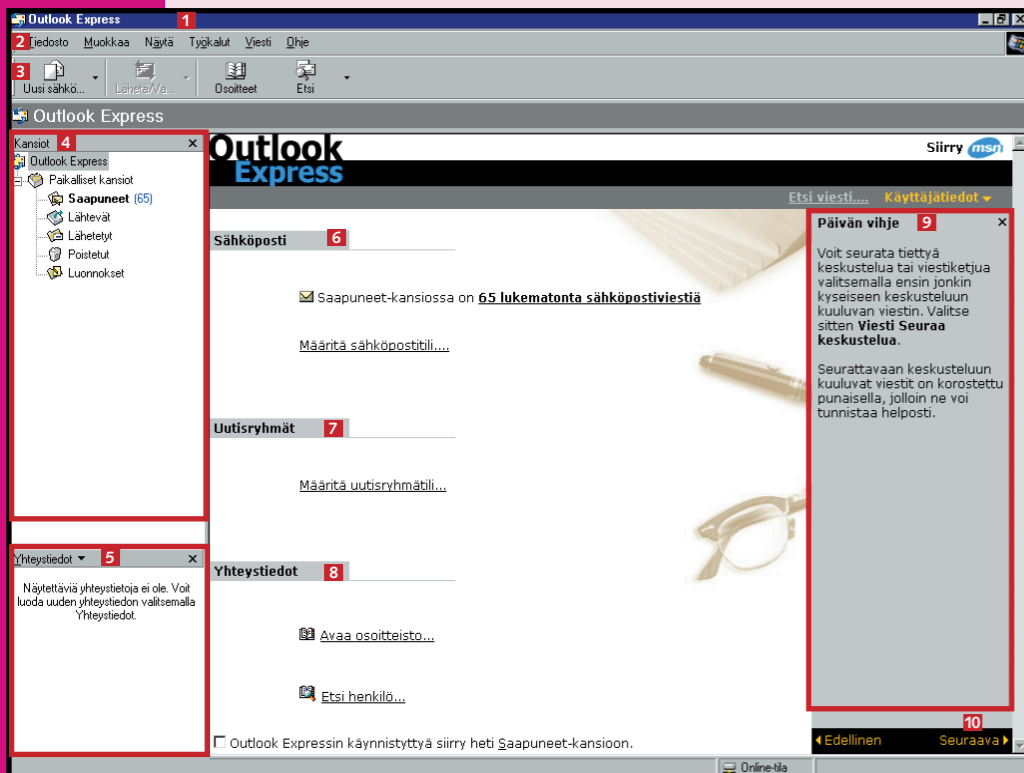 Outlook Express 1
2 Tiedosto Muokkaa Näytä Työkalut Viesti Ohje
3
Uusi sähkö... Lähetä/Va... Osoitteet Etsi
Outlook Express
Kansiot 4
Outlook Express
Paikalliset kansiot
Saapuneet (65)
Lähtevät
Lähetetyt
Poistetut
Luonnokset
Yhteystiedot 5
Näytettäviä yhteystietoja ei ole. Voit
luoda uuden yhteystiedon valitsemalla
Yhteystiedot.
Outlook
Express
Siirry msn
Etsi viesti.... Käyttäjätiedot
Sähköposti 6
Saapuneet-kansiossa on 65 lukematonta sähköpostiviestiä
Määritä sähköpostitili....
Uutisryhmät 7
Määritä uutisryhmätili...
Yhteystiedot 8
Avaa osoitteisto...
Etsi henkilö...
Outlook Expressin käynnistyttyä siirry heti Saapuneet-kansioon.
Päivän vihje 9
Voit seurata tiettyä
keskustelua tai viestiketjua
valitsemalla ensin jonkin
kyseiseen keskusteluun
kuuluvan viestin. Valitse
sitten Viesti Seuraa
keskustelua.
Seurattavaan keskusteluun
kuuluvat viestit on korostettu
punaisella, jolloin ne voi
tunnistaa helposti.
10
Edellinen Seuraava
Online-tila